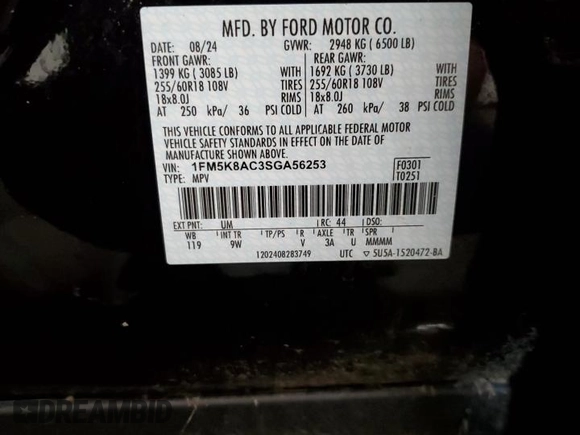 MFD. BY FORD MOTOR CO.
DATE: 08/24 GVWR: 2948 KG ( 6500 LB)
FRONT GAWR: REAR GAWR:
1399 KG ( 3085 LB) WITH 1692 KG ( 3730 LB) WITH
255/60R18 108V TIRES 255/60R18 108V TIRES
18x8.0J RIMS 18x8.0J RIMS
AT 250 kPa/ 36 PSI COLD AT 260 kPa/ 38 PSI COLD
THIS VEHICLE CONFORMS TO ALL APPLICABLE FEDERAL MOTOR
VEHICLE SAFETY STANDARDS IN EFFECT ON THE DATE OF
MANUFACTURE SHOWN ABOVE.
VIN: 1FM5K8AC3SGA56253 F0301
TYPE: MPV T0251
EXT PNT: UM RC: 44 DSO:
WB INT TR TP/PS R AXLE TR SPR
119 9W V 3A U MMMM
1202408283749 UTC ▽ 5U5A-1520472-BA
DREAMBID